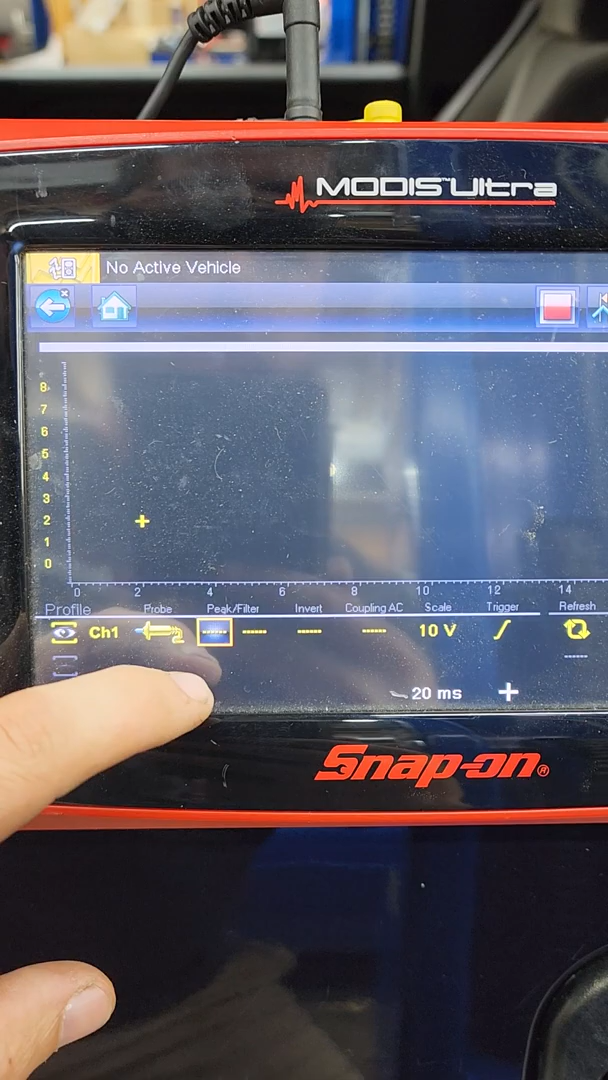 MODIS™ Ultra
No Active Vehicle
8
7
6
5
4
3
2
1
0
0 2 4 6 8 10 12 14
Profile Probe Peak/Filter Invert Coupling AC Scale Trigger Refresh
Ch1 10 V
20 ms
Snap-on®